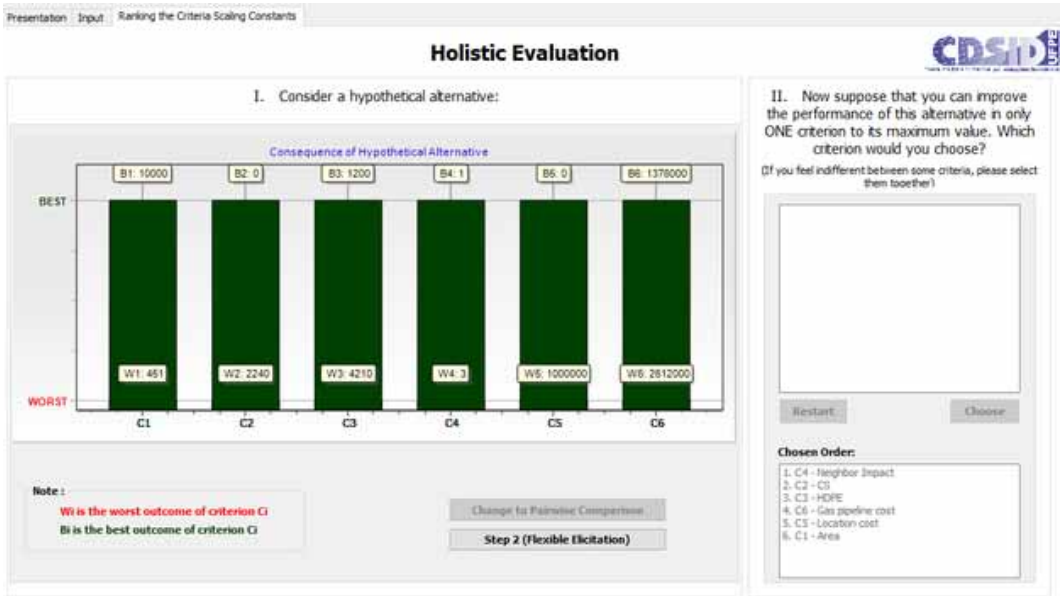 Presentation Input Ranking the Criteria Scaling Constants
Holistic Evaluation
CDSID UFPE
I. Consider a hypothetical alternative:
Consequence of Hypothetical Alternative
B1: 10000 B2: 0 B3: 1200 B4: 1 B5: 0 B6: 1376000
BEST
W1: 461 W2: 2240 W3: 4210 W4: 3 W5: 1000000 W6: 2612000
WORST
C1 C2 C3 C4 C5 C6
Note :
Wi is the worst outcome of criterion Ci
Bi is the best outcome of criterion Ci
Change to Pairwise Comparison
Step 2 (Flexible Elicitation)
II. Now suppose that you can improve
the performance of this alternative in only
ONE criterion to its maximum value. Which
criterion would you choose?
(If you feel indifferent between some criteria, please select
them together)
Restart Choose
Chosen Order:
1. C4 - Neighbor Impact
2. C2 - CS
3. C3 - HDPE
4. C6 - Gas pipeline cost
5. C5 - Location cost
6. C1 - Area